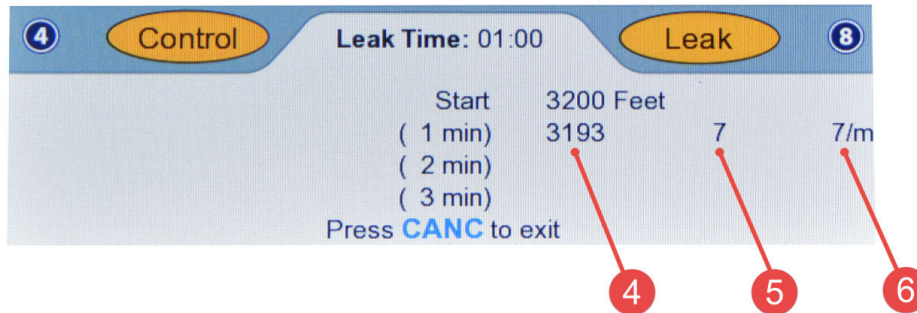 4 Control Leak Time: 01:00 Leak 8
Start 3200 Feet
( 1 min) 3193 7 7/m
( 2 min)
( 3 min)
Press CANC to exit
4 5 6